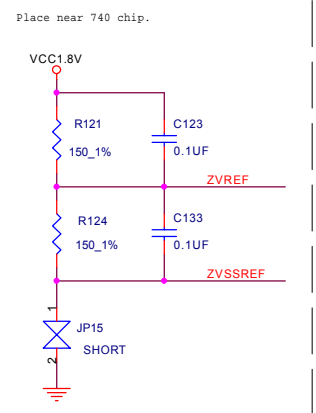 Place near 740 chip.
VCC1.8V
R121
C123
150_1%
0.1UF
ZVREF
R124
C133
150_1%
0.1UF
ZVSSREF
1
JP15
SHORT
2